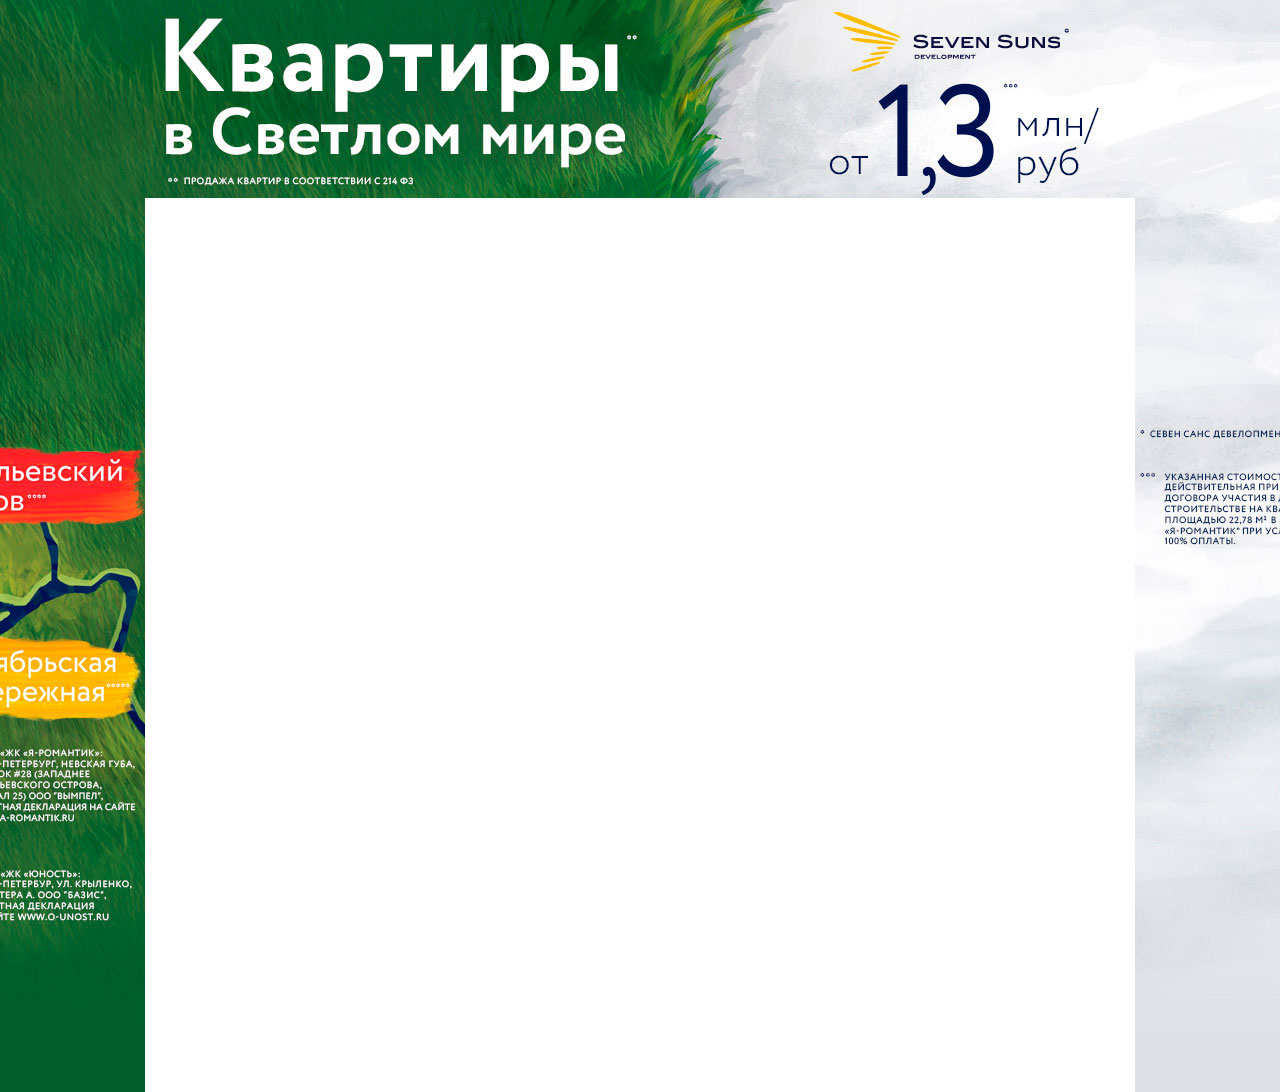 Квартиры**
в Светлом мире
** ПРОДАЖА КВАРТИР В СООТВЕТСТВИИ С 214 ФЗ
SEVEN SUNS*
DEVELOPMENT
от 1,3*** млн/
руб
льевский
ов****
ябрьская
ережная*****
«ЖК «Я-РОМАНТИК»:
-ПЕТЕРБУРГ, НЕВСКАЯ ГУБА,
ОК #28 (ЗАПАДНЕЕ
ЬЕВСКОГО ОСТРОВА,
АЛ 25) ООО "ВЫМПЕЛ",
ТНАЯ ДЕКЛАРАЦИЯ НА САЙТЕ
A-ROMANTIK.RU
«ЖК «ЮНОСТЬ»:
-ПЕТЕРБУР, УЛ. КРЫЛЕНКО,
ТЕРА А. ООО "БАЗИС",
ТНАЯ ДЕКЛАРАЦИЯ
ЙТЕ WWW.O-UNOST.RU
* СЕВЕН САНС ДЕВЕЛОПМЕН
*** УКАЗАННАЯ СТОИМОСТ
ДЕЙСТВИТЕЛЬНАЯ ПРИ
ДОГОВОРА УЧАСТИЯ В Д
СТРОИТЕЛЬСТВЕ НА КВА
ПЛОЩАДЬЮ 22,78 М² В
«Я-РОМАНТИК" ПРИ УСЛ
100% ОПЛАТЫ.